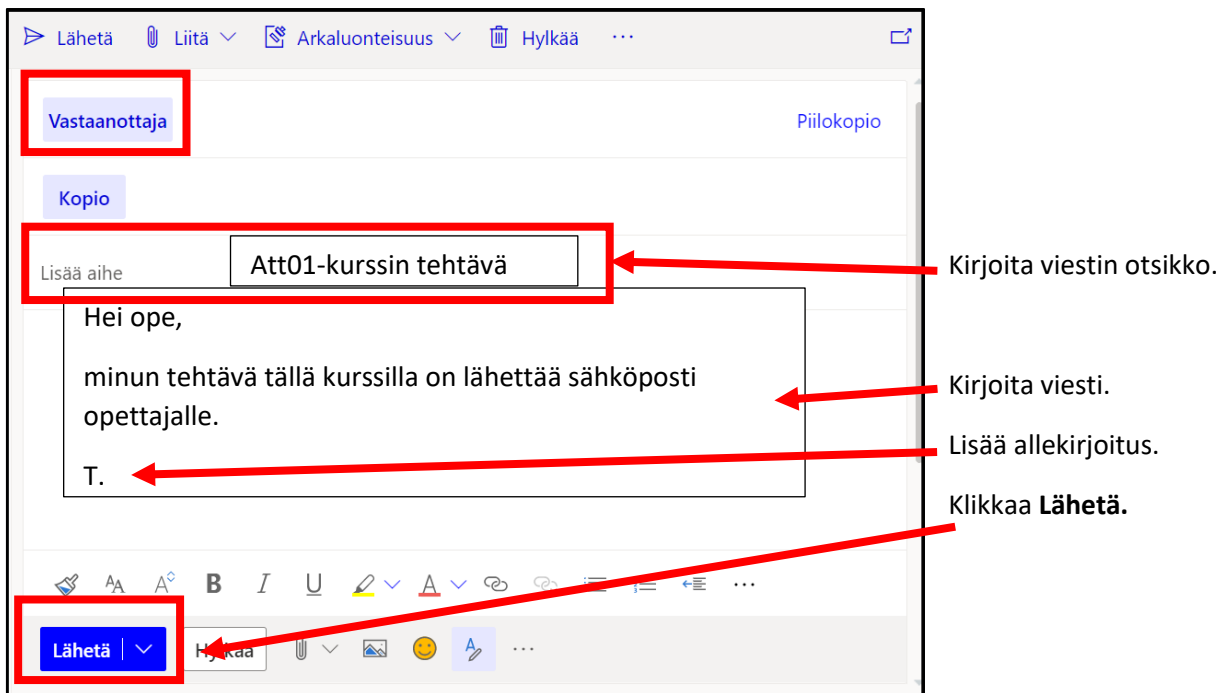 Lähetä Liitä Arkaluonteisuus Hylkää ...
Vastaanottaja Piilokopio
Kopio
Lisää aihe Att01-kurssin tehtävä
Kirjoita viestin otsikko.
Hei ope,
minun tehtävä tällä kurssilla on lähettää sähköposti
opettajalle.
Kirjoita viesti.
T.
Lisää allekirjoitus.
Klikkaa Lähetä.
Lähetä Hylkää